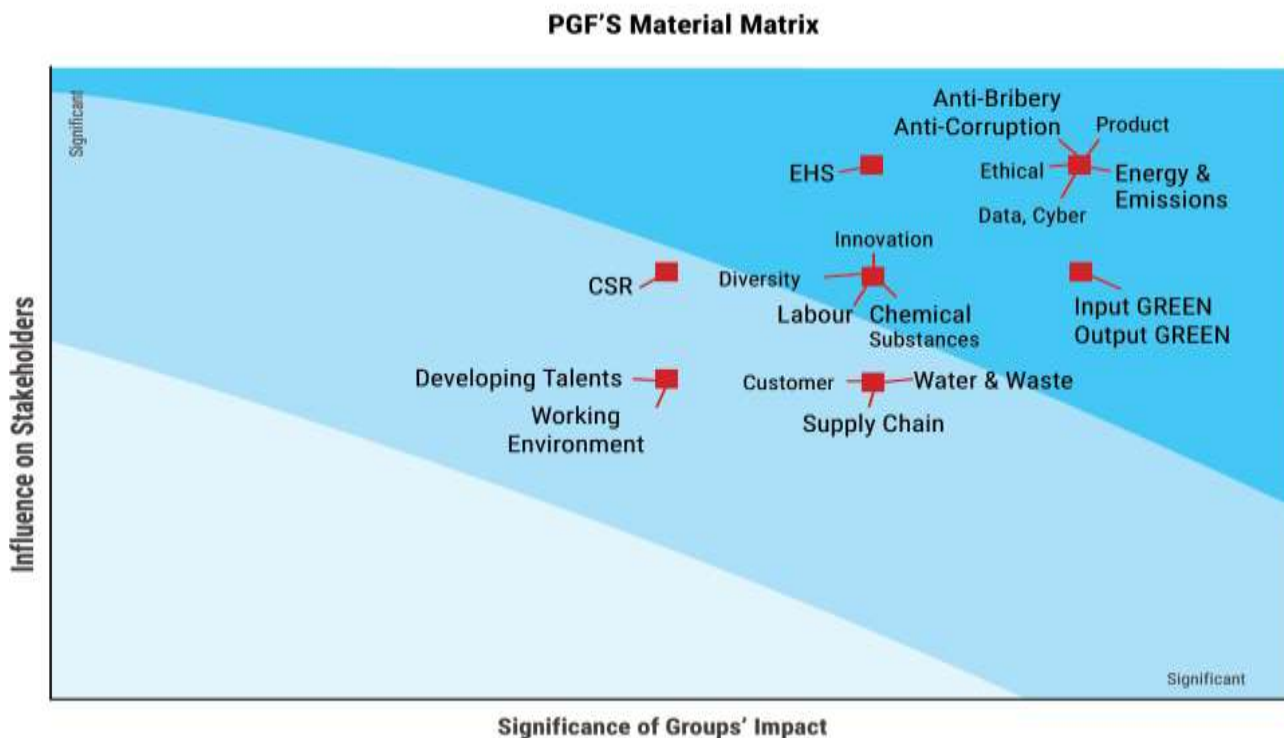 PGF'S Material Matrix
Significant
Anti-Bribery
Anti-Corruption
Product
EHS
Ethical
Energy &
Emissions
Data, Cyber
Innovation
Diversity
CSR
Labour
Chemical
Substances
Input GREEN
Output GREEN
Developing Talents
Working
Environment
Customer
Water & Waste
Supply Chain
Influence on Stakeholders
Significant
Significance of Groups' Impact